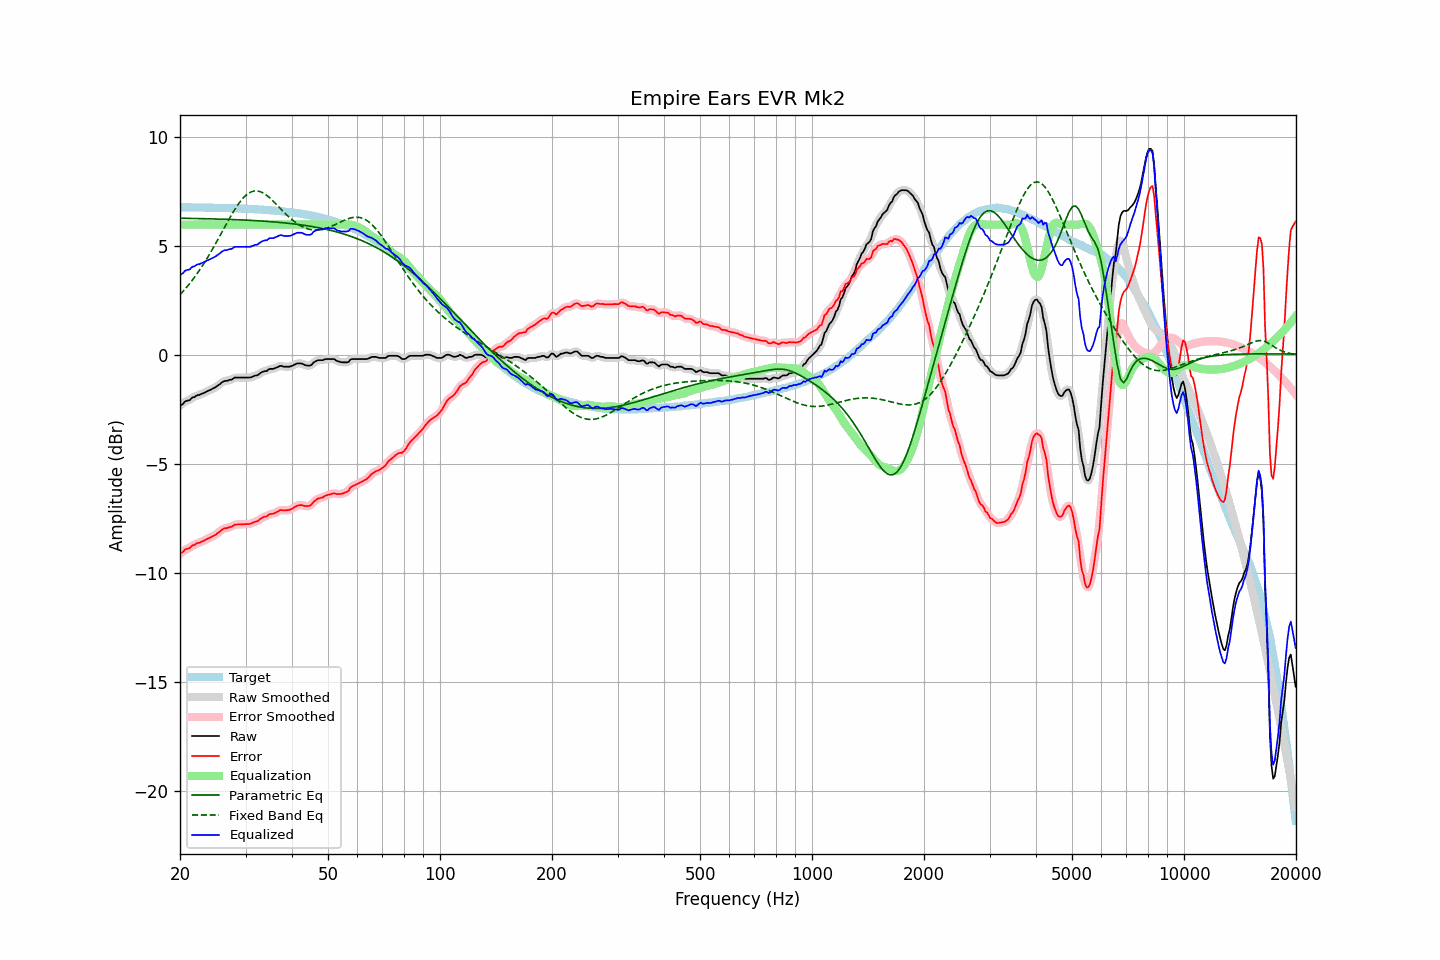 Empire Ears EVR Mk2
Amplitude (dBr)
10
5
0
−5
−10
−15
−20
Target
Raw Smoothed
Error Smoothed
Raw
Error
Equalization
Parametric Eq
Fixed Band Eq
Equalized
20 50 100 200 500 1000 2000 5000 10000 20000
Frequency (Hz)